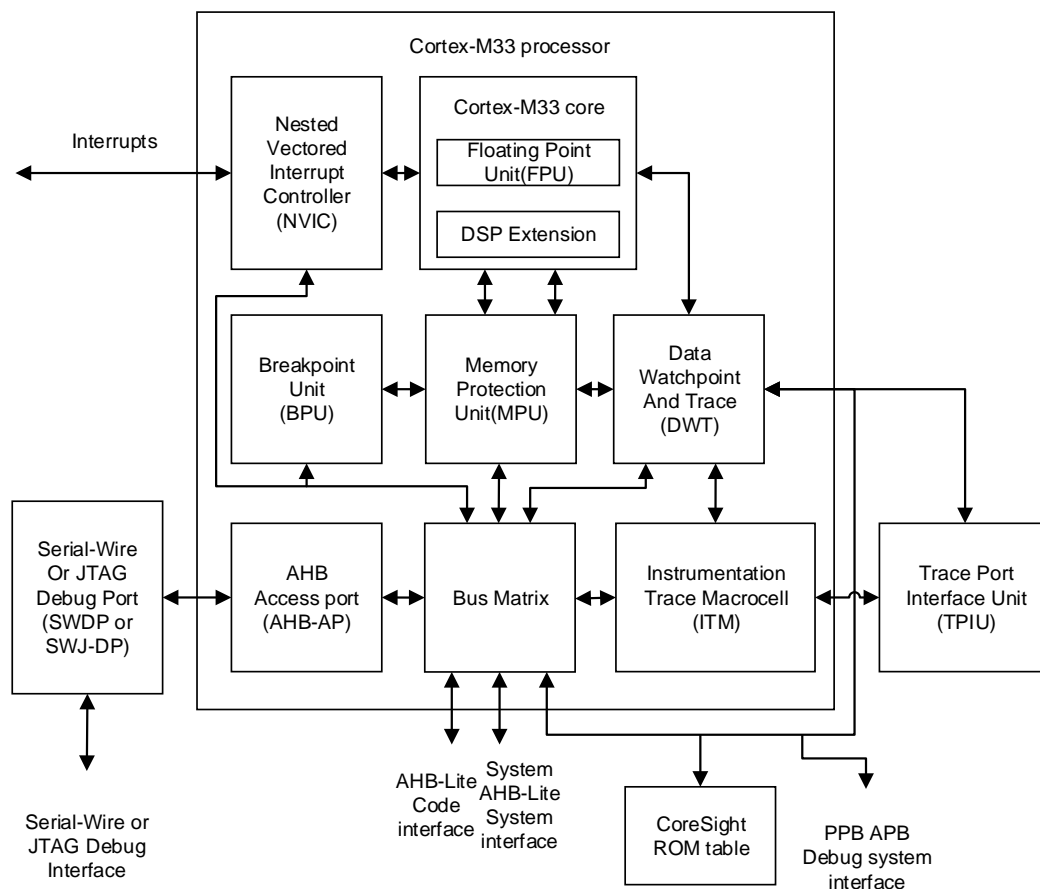 Cortex-M33 processor
Interrupts
Nested
Vectored
Interrupt
Controller
(NVIC)
Cortex-M33 core
Floating Point
Unit(FPU)
DSP Extension
Breakpoint
Unit
(BPU)
Memory
Protection
Unit(MPU)
Data
Watchpoint
And Trace
(DWT)
Serial-Wire
Or JTAG
Debug Port
(SWDP or
SWJ-DP)
AHB
Access port
(AHB-AP)
Bus Matrix
Instrumentation
Trace Macrocell
(ITM)
Trace Port
Interface Unit
(TPIU)
Serial-Wire or
JTAG Debug
Interface
AHB-Lite
Code
interface
System
AHB-Lite
System
interface
CoreSight
ROM table
PPB APB
Debug system
interface